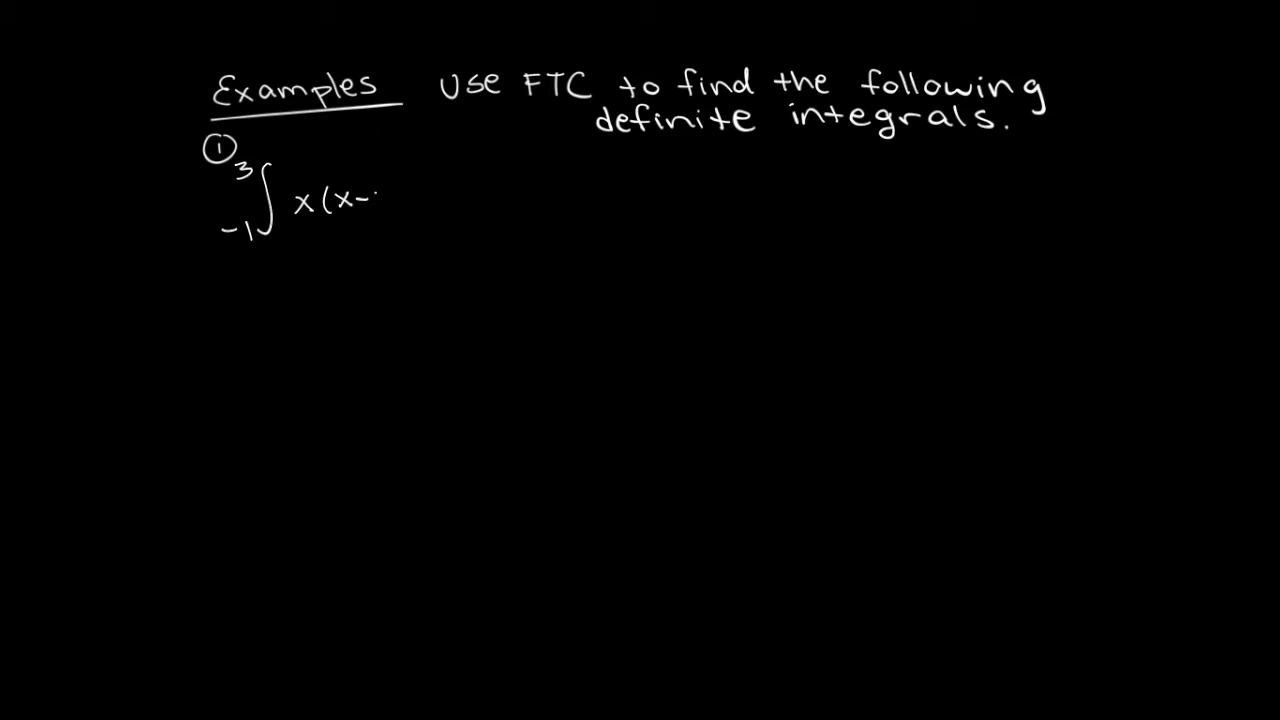 Examples Use FTC to find the following
definite integrals.
①
3
∫ x(x-
-1